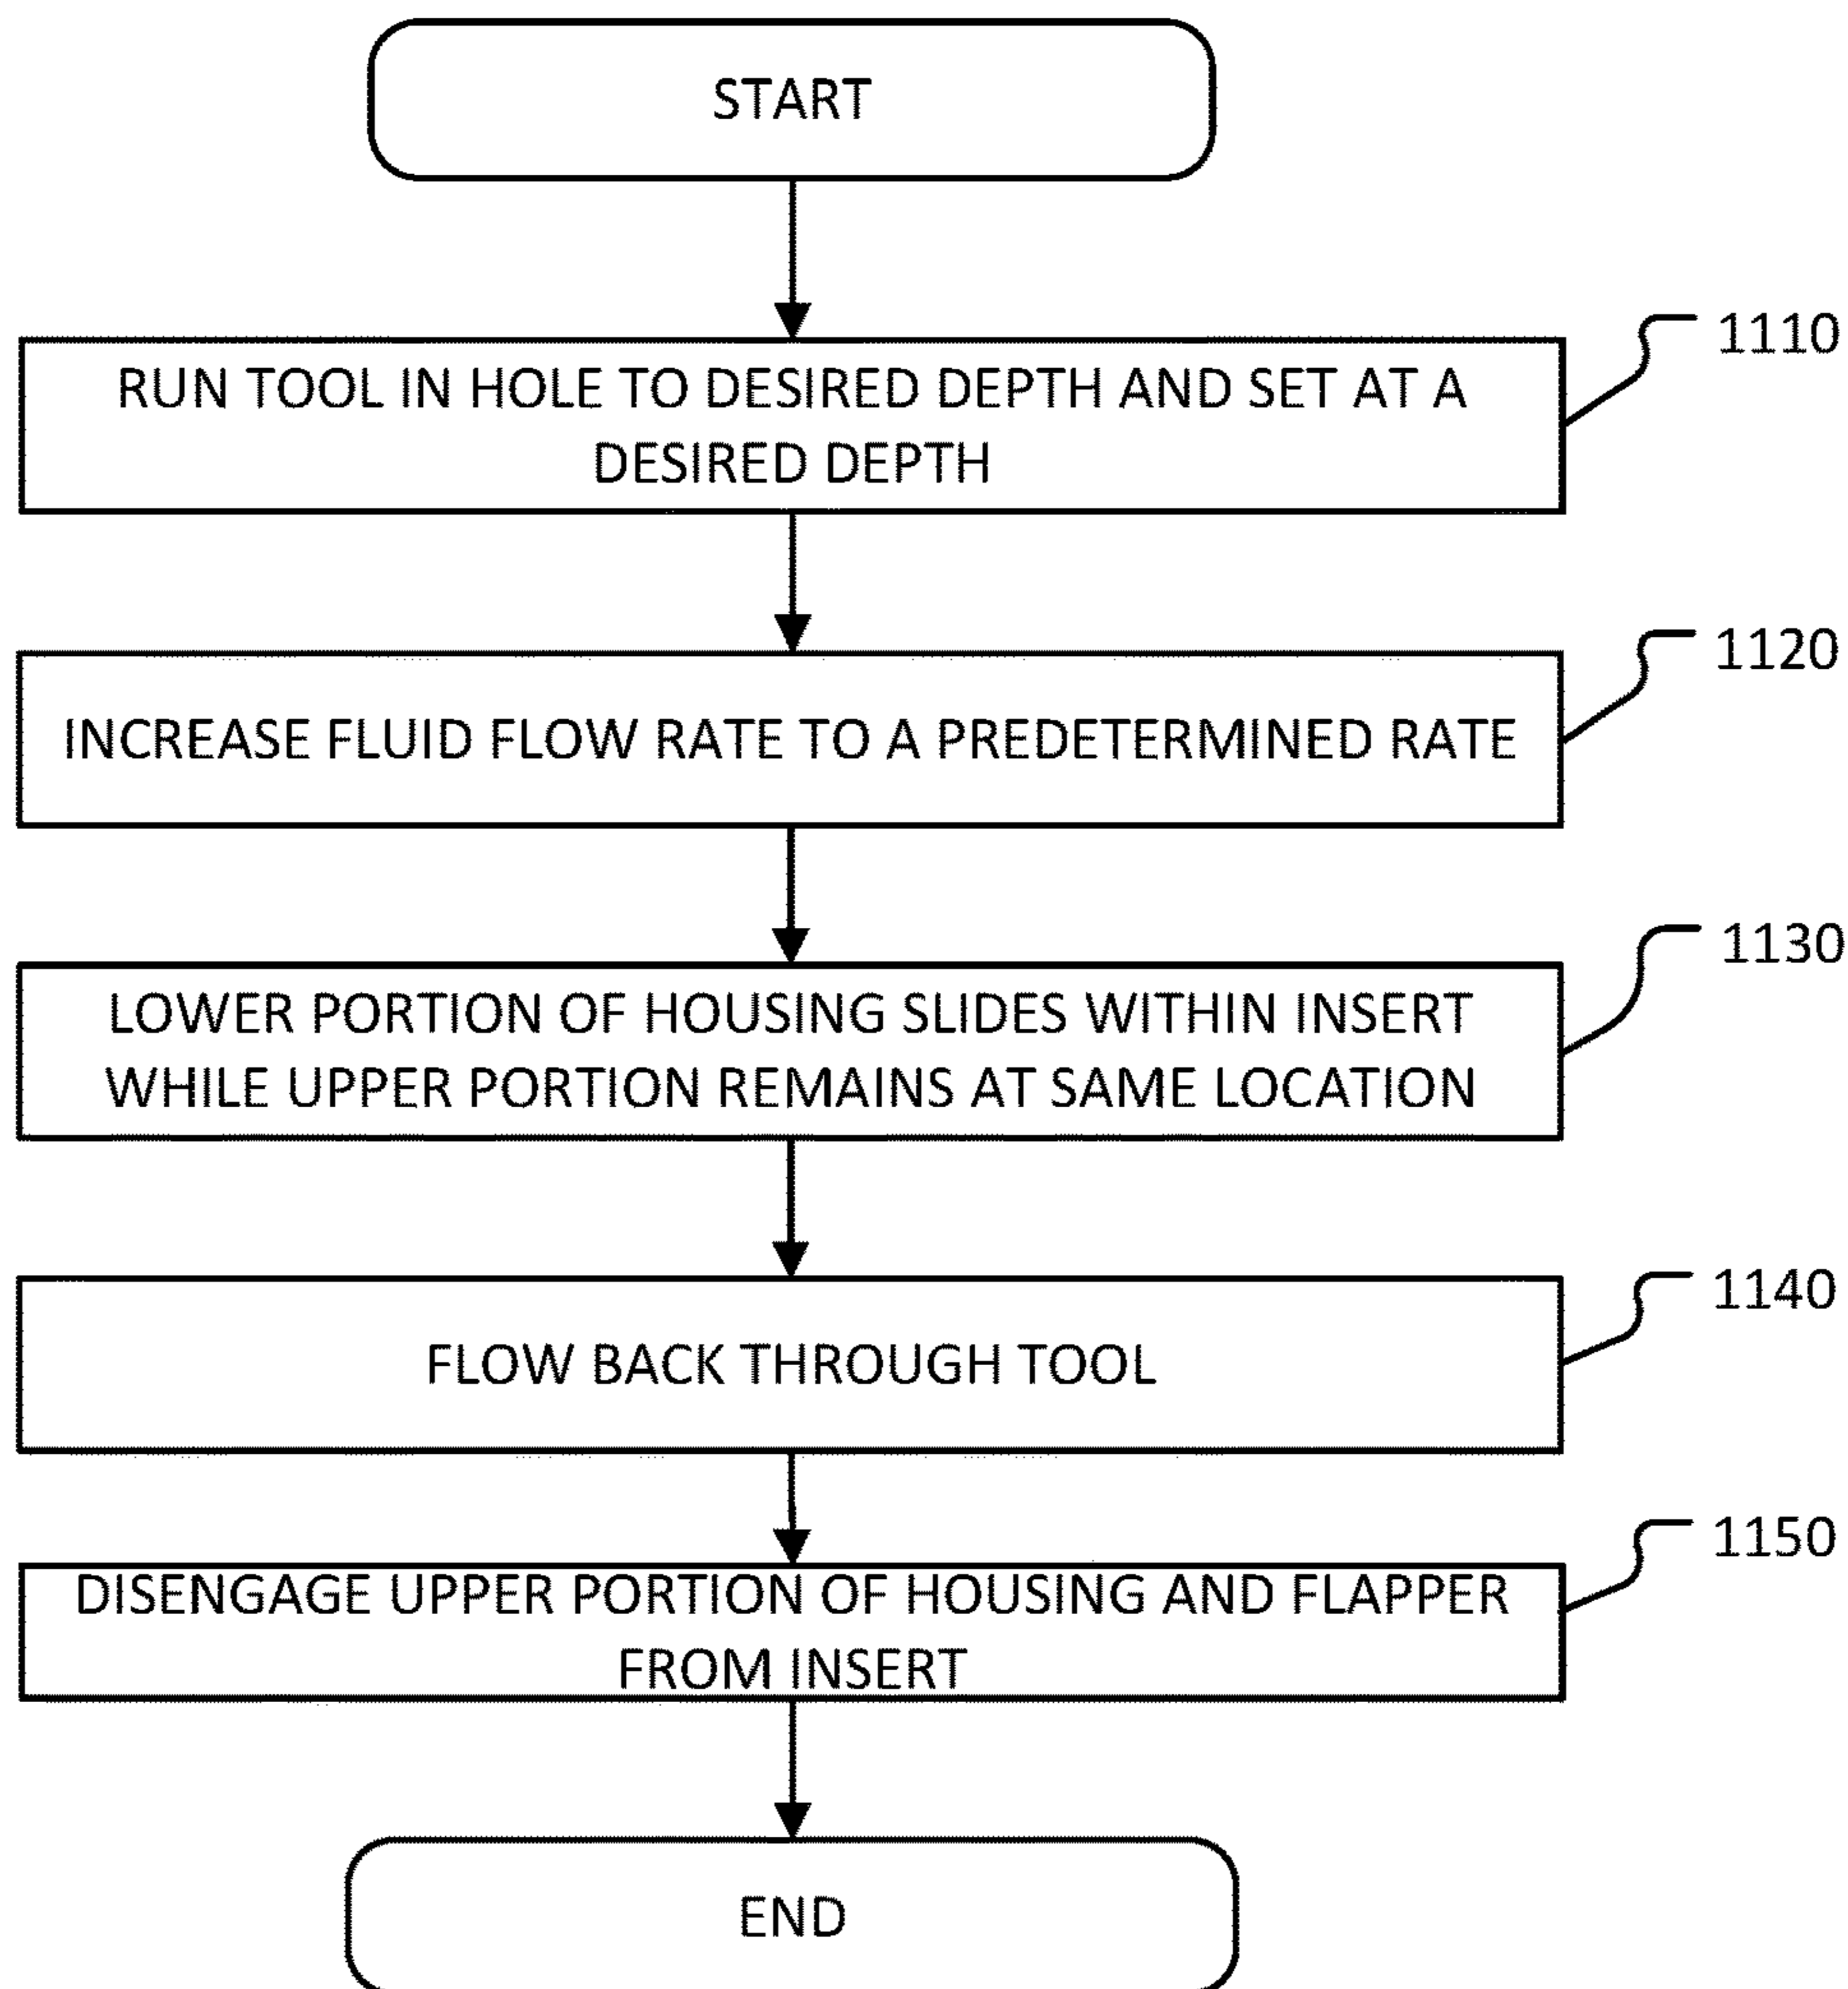 START
1110
RUN TOOL IN HOLE TO DESIRED DEPTH AND SET AT A
DESIRED DEPTH
1120
INCREASE FLUID FLOW RATE TO A PREDETERMINED RATE
1130
LOWER PORTION OF HOUSING SLIDES WITHIN INSERT
WHILE UPPER PORTION REMAINS AT SAME LOCATION
1140
FLOW BACK THROUGH TOOL
1150
DISENGAGE UPPER PORTION OF HOUSING AND FLAPPER
FROM INSERT
END